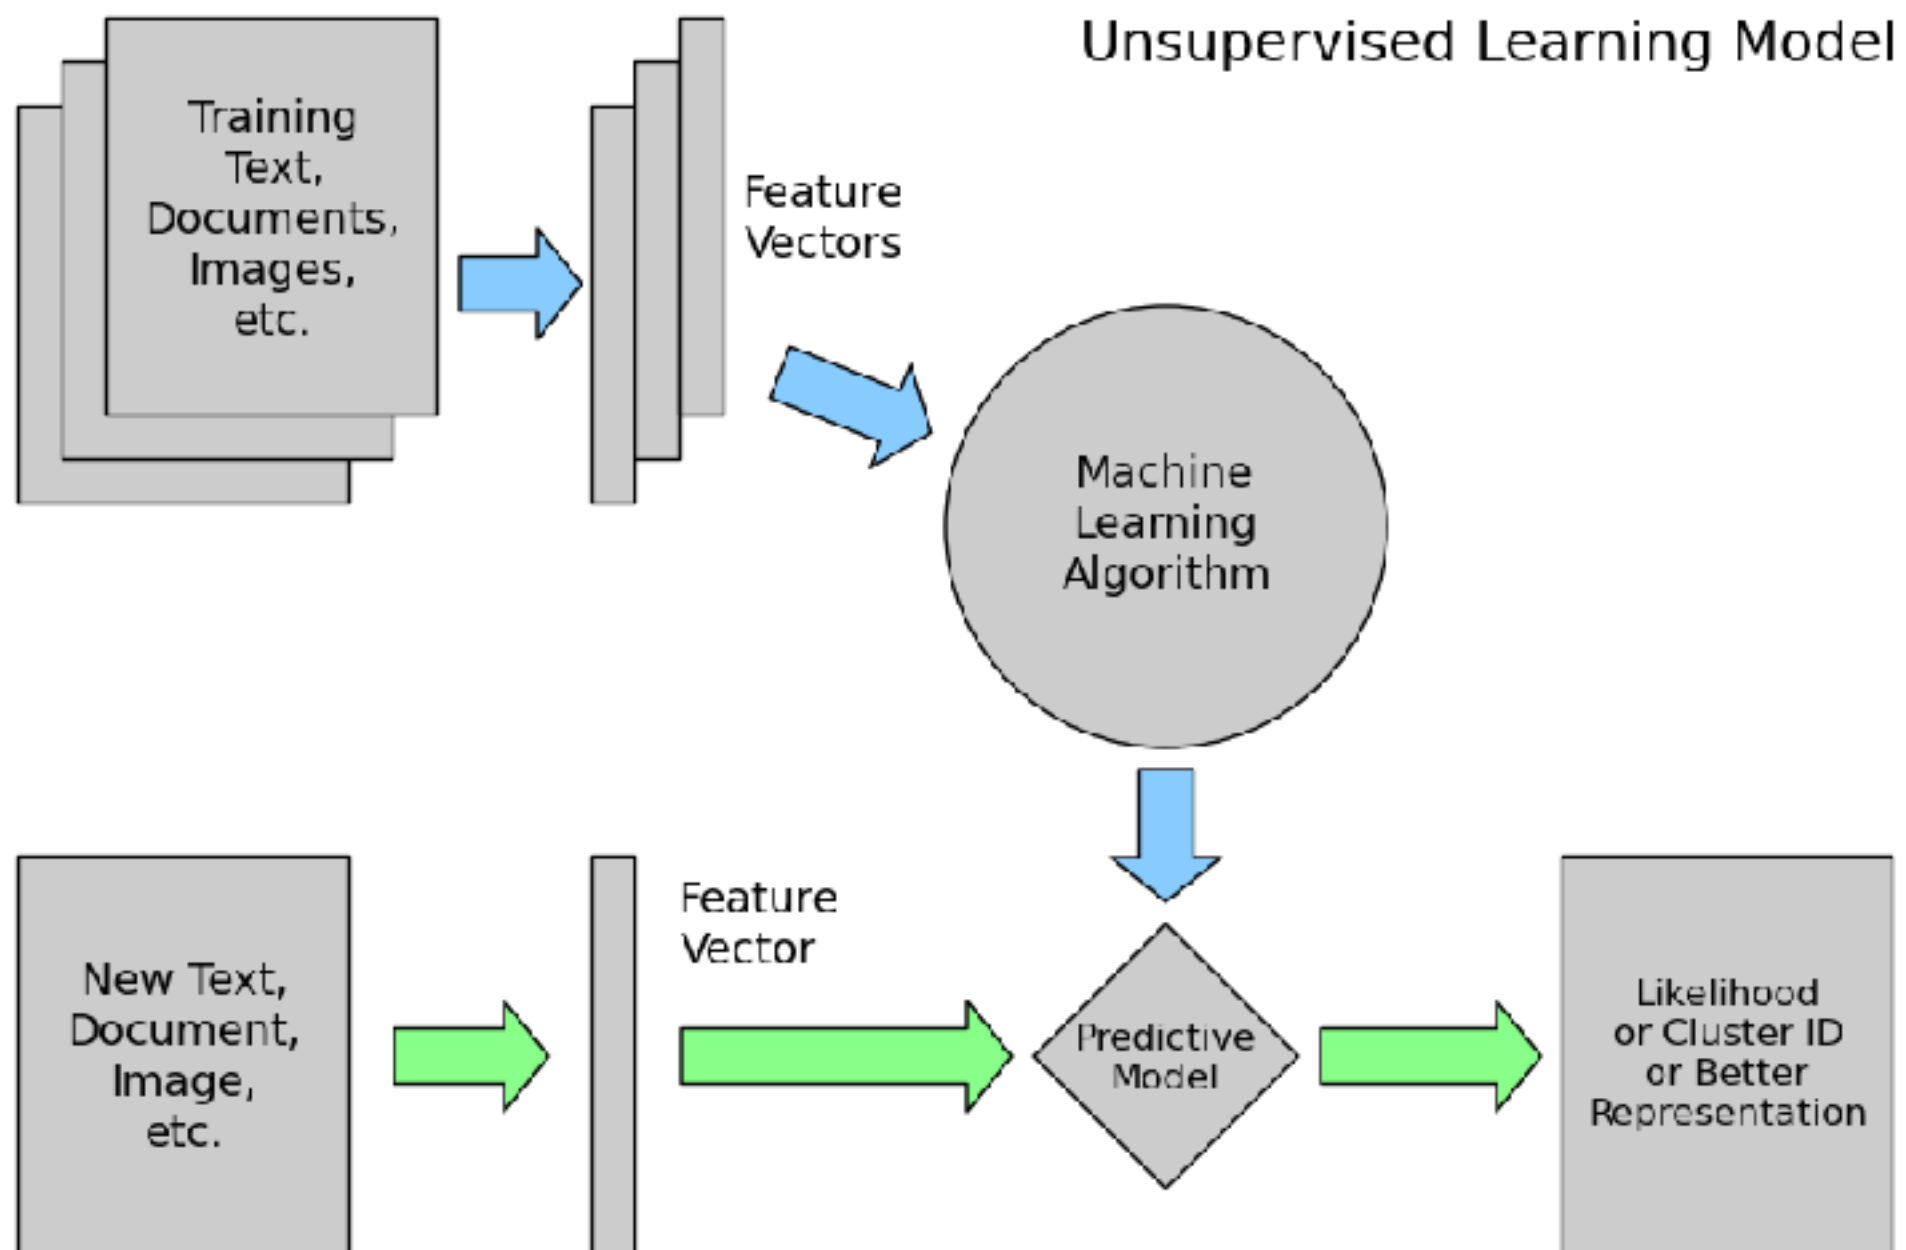 Unsupervised Learning Model
Training
Text,
Documents,
Images,
etc.
Feature
Vectors
Machine
Learning
Algorithm
New Text,
Document,
Image,
etc.
Feature
Vector
Predictive
Model
Likelihood
or Cluster ID
or Better
Representation